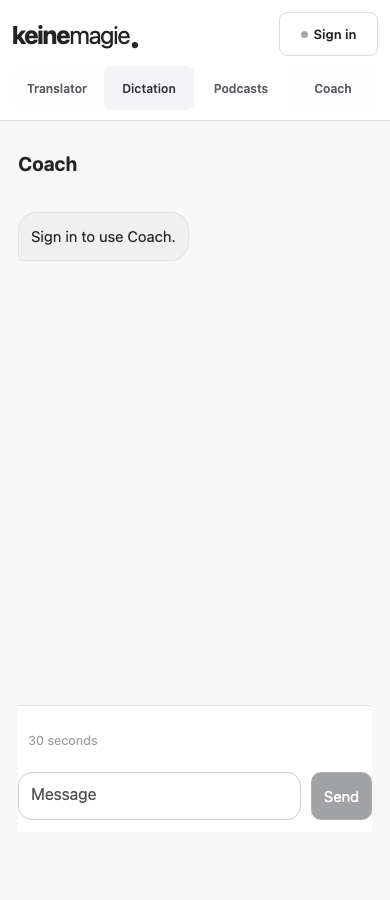 keinemagie.
Sign in
Translator Dictation Podcasts Coach
Coach
Sign in to use Coach.
30 seconds
Message
Send